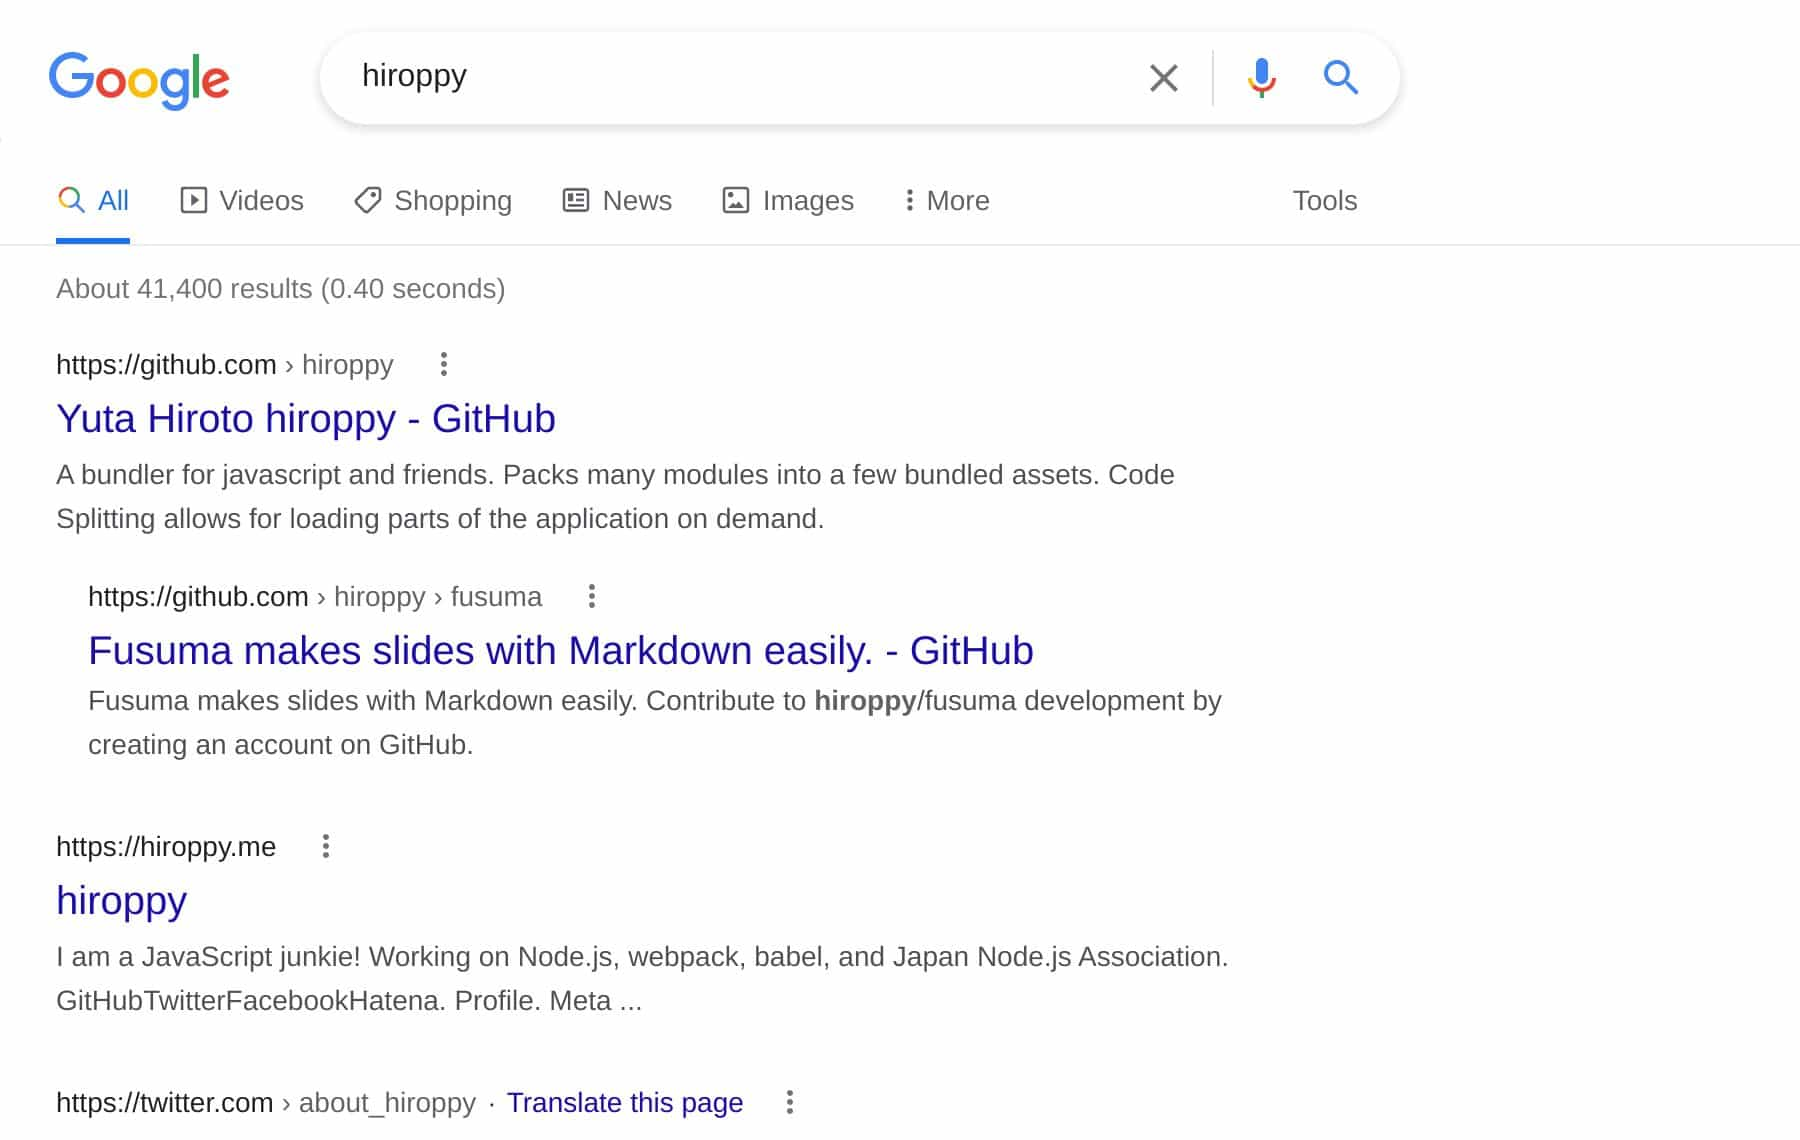 Google
hiroppy
All Videos Shopping News Images More Tools
About 41,400 results (0.40 seconds)
https://github.com › hiroppy
Yuta Hiroto hiroppy - GitHub
A bundler for javascript and friends. Packs many modules into a few bundled assets. Code
Splitting allows for loading parts of the application on demand.
https://github.com › hiroppy › fusuma
Fusuma makes slides with Markdown easily. - GitHub
Fusuma makes slides with Markdown easily. Contribute to hiroppy/fusuma development by
creating an account on GitHub.
https://hiroppy.me
hiroppy
I am a JavaScript junkie! Working on Node.js, webpack, babel, and Japan Node.js Association.
GitHubTwitterFacebookHatena. Profile. Meta ...
https://twitter.com › about_hiroppy · Translate this page